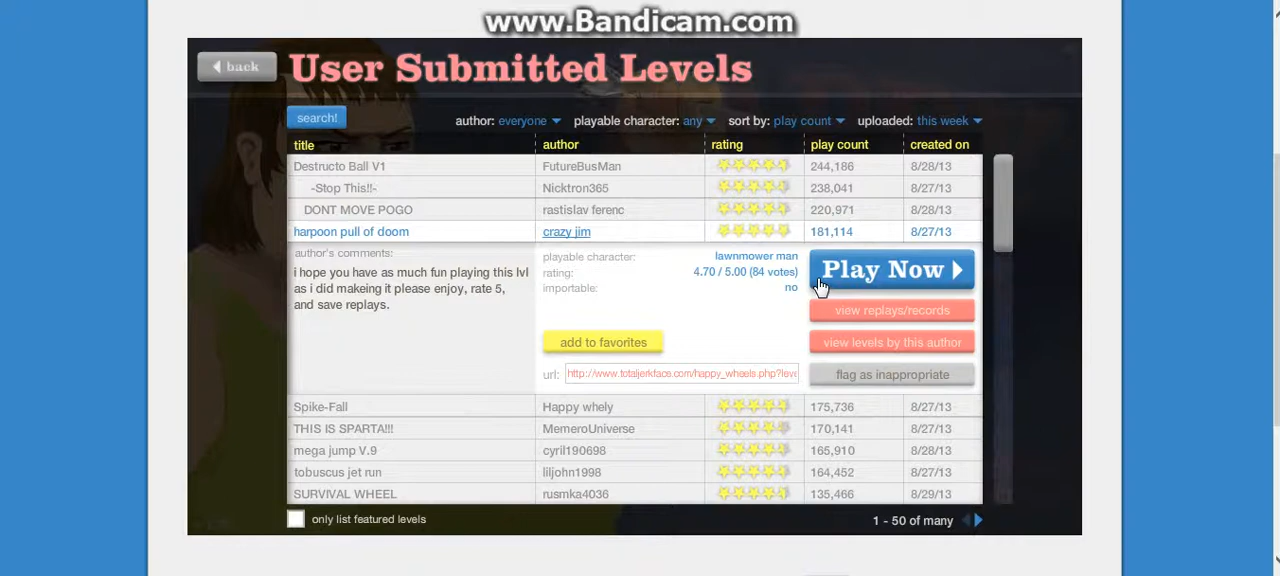 www.Bandicam.com
back
User Submitted Levels
search!
author: everyone playable character: any sort by: play count uploaded: this week
title author rating play count created on
Destructo Ball V1 FutureBusMan 244,186 8/28/13
-Stop This!!- Nicktron365 238,041 8/27/13
DONT MOVE POGO rastislav ferenc 220,971 8/28/13
harpoon pull of doom crazy jim 181,114 8/27/13
author's comments:
i hope you have as much fun playing this lvl
as i did makeing it please enjoy, rate 5,
and save replays.
playable character: lawnmower man
rating: 4.70 / 5.00 (84 votes)
importable: no
add to favorites
url: http://www.totaljerkface.com/happy_wheels.php?leve
Play Now
view replays/records
view levels by this author
flag as inappropriate
Spike-Fall Happy whely 175,736 8/27/13
THIS IS SPARTA!!! MemeroUniverse 170,141 8/27/13
mega jump V.9 cyril190698 165,910 8/28/13
tobuscus jet run liljohn1998 164,452 8/27/13
SURVIVAL WHEEL rusmka4036 135,466 8/29/13
only list featured levels
1 - 50 of many